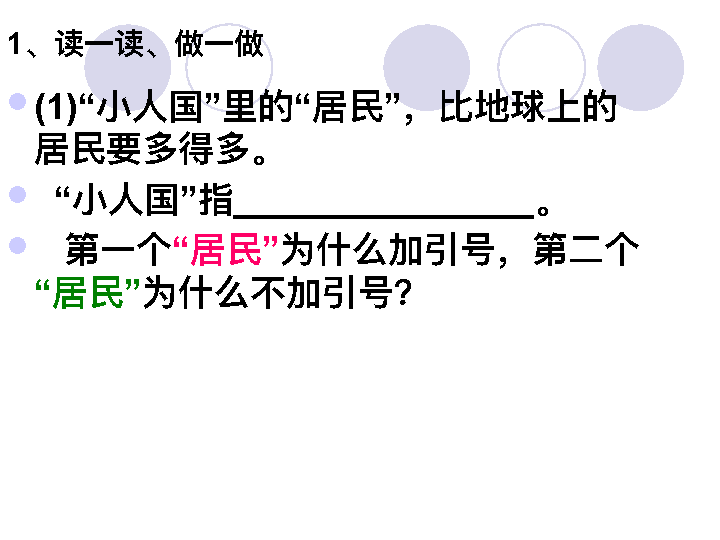 1、读一读、做一做
(1)“小人国”里的“居民”，比地球上的
居民要多得多。
“小人国”指_______________。
第一个“居民”为什么加引号，第二个
“居民”为什么不加引号?